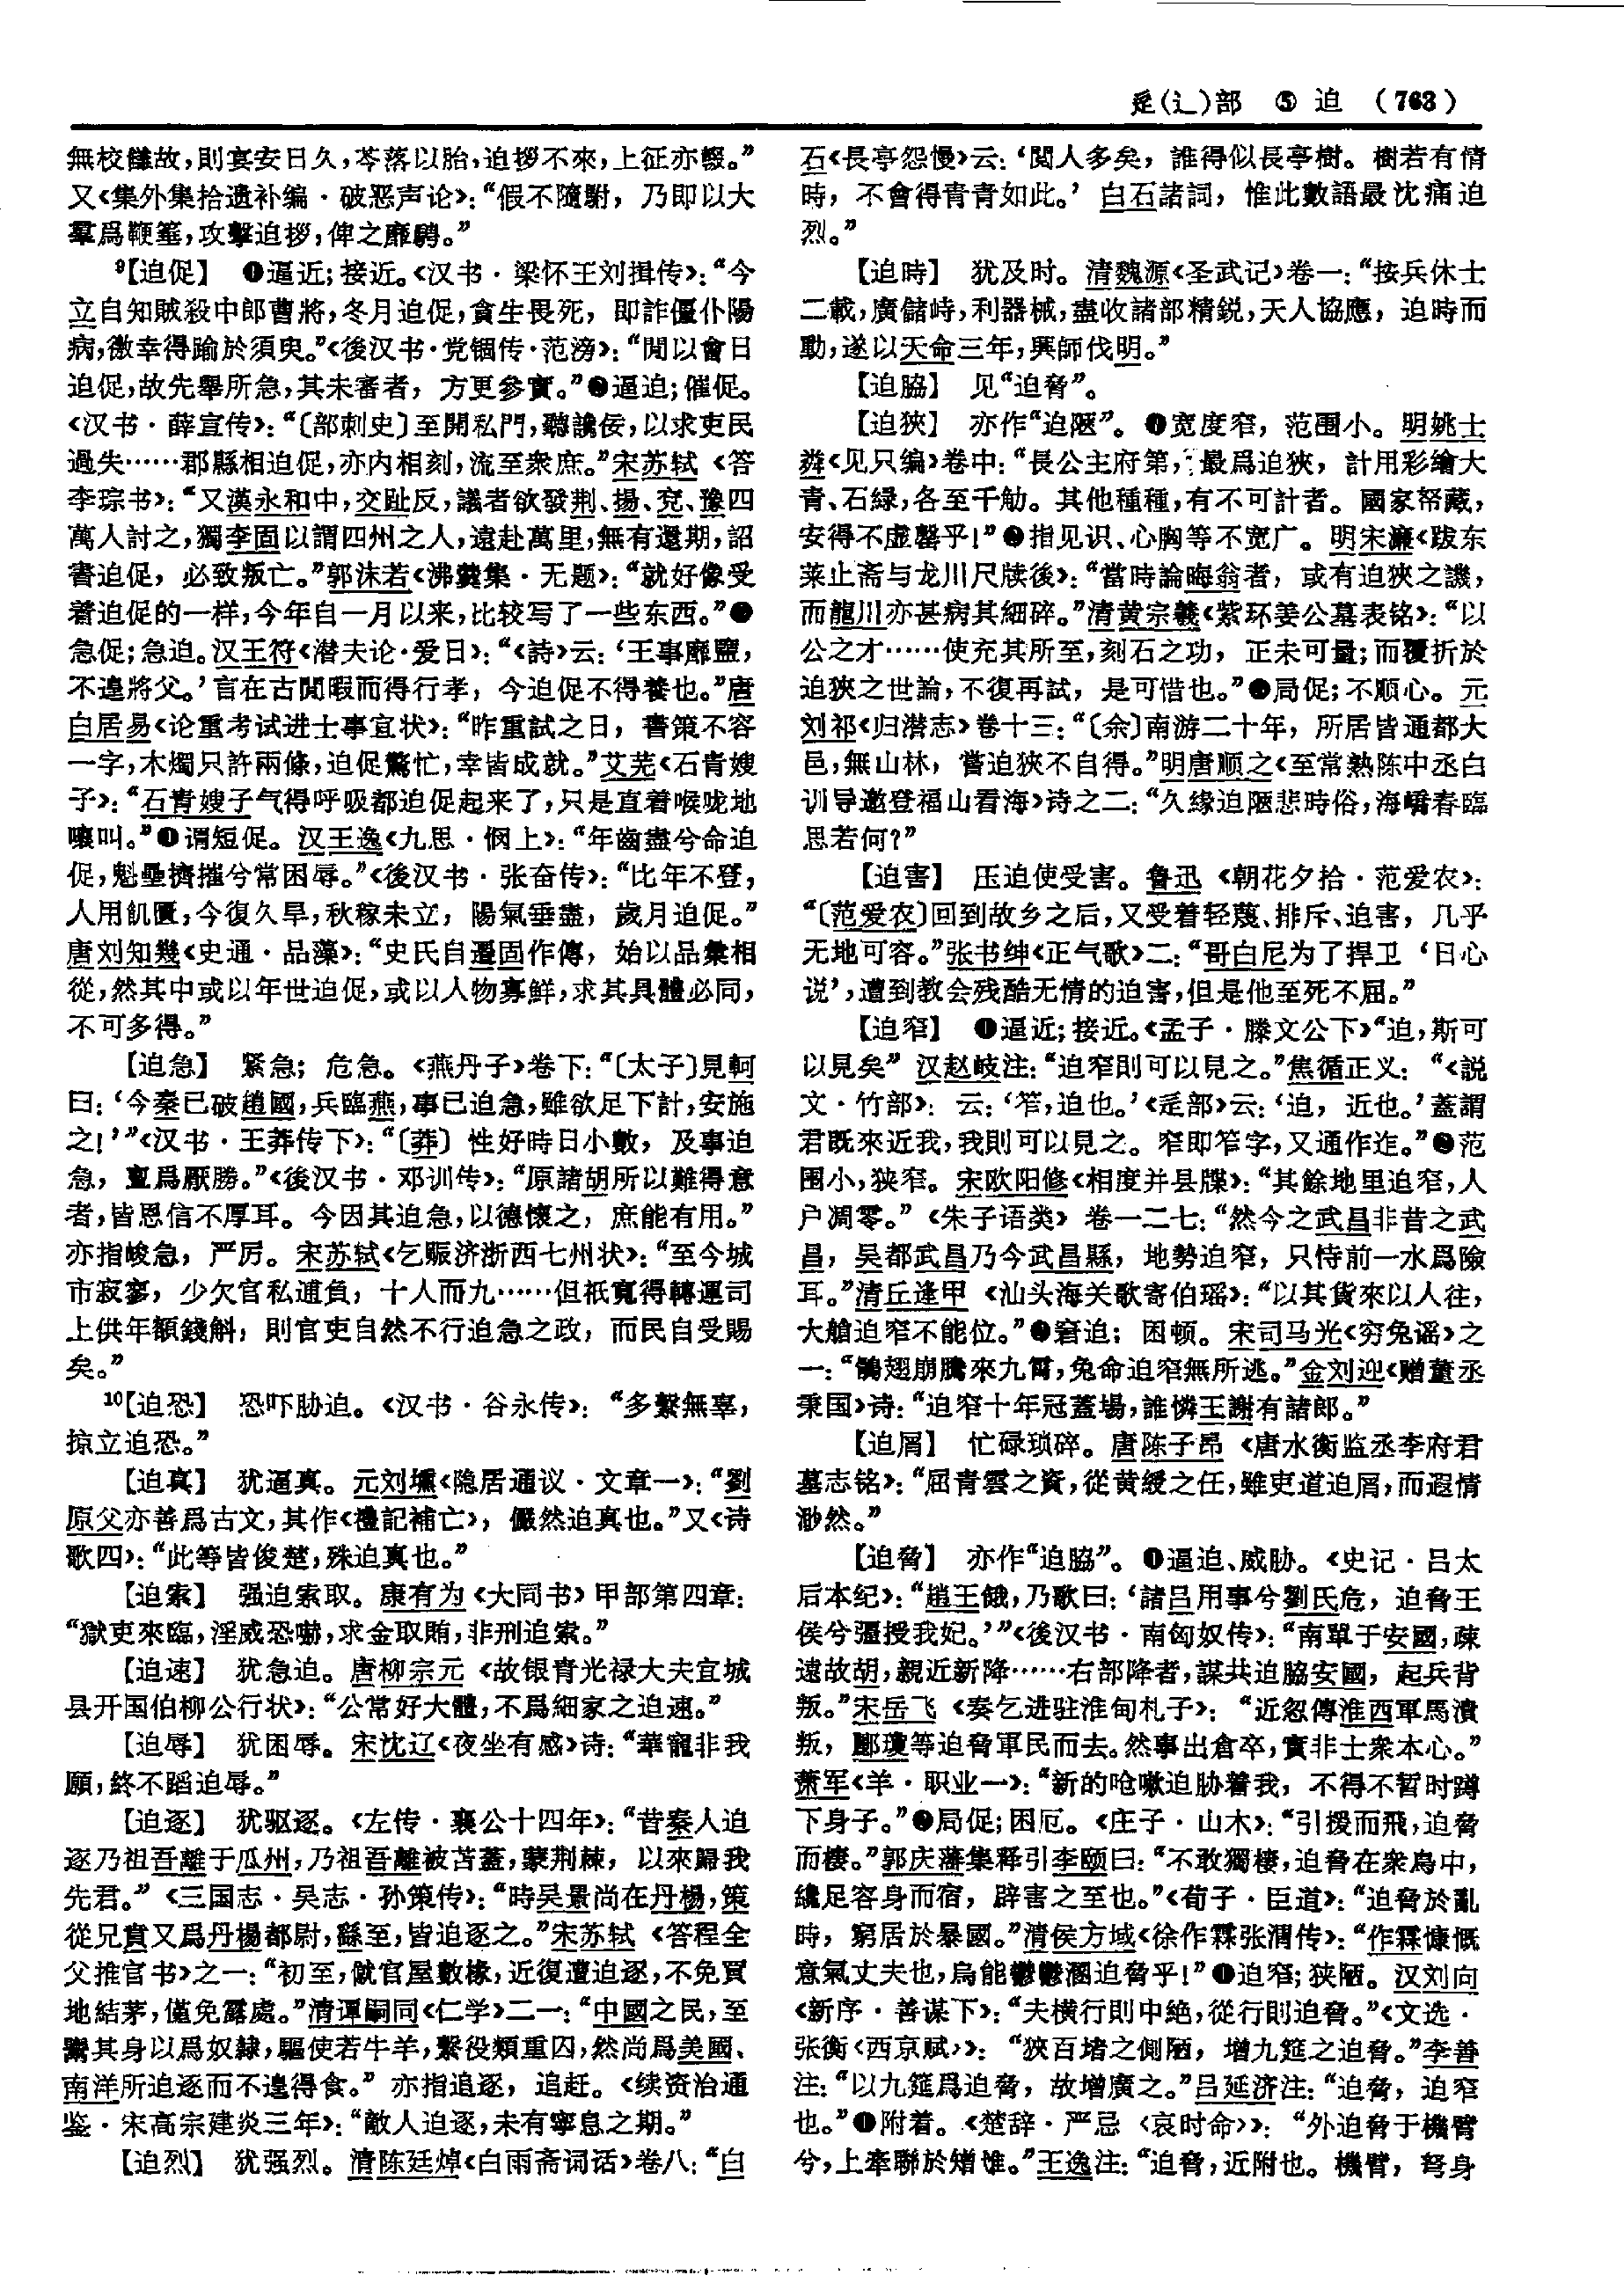 辵(辶)部 ⑤ 迫 (763)
無校讎故,則宴安日久,苓落以胎,迫拶不來,上征亦輟。”
又《集外集拾遗补编·破恶声论》:“假不隨駙,乃即以大
羣爲鞭箠,攻擊迫拶,俾之靡騁。”
⁹【迫促】 ❶逼近;接近。《汉书·梁怀王刘揖传》:“今
立自知賊殺中郎曹將,冬月迫促,貪生畏死,即詐僵仆陽
病,徼幸得踰於須臾。”《後汉书·党锢传·范滂》:“閒以會日
迫促,故先舉所急,其未審者,方更參實。”❷逼迫;催促。
《汉书·薛宣传》:“〔部刺史〕至開私門,聽讒佞,以求吏民
過失……郡縣相迫促,亦内相刻,流至衆庶。”宋苏轼《答
李琮书》:“又漢永和中,交趾反,議者欲發荆、揚、兗、豫四
萬人討之,獨李固以謂四州之人,遠赴萬里,無有還期,詔
書迫促,必致叛亡。”郭沫若《沸羹集·无题》:“就好像受
着迫促的一样,今年自一月以来,比较写了一些东西。”❸
急促;急迫。汉王符《潜夫论·爱日》:“《詩》云:‘王事靡盬,
不遑將父。’言在古閒暇而得行孝,今迫促不得養也。”唐
白居易《论重考试进士事宜状》:“昨重試之日,書策不容
一字,木燭只許兩條,迫促驚忙,幸皆成就。”艾芜《石青嫂
子》:“石青嫂子气得呼吸都迫促起来了,只是直着喉咙地
嚷叫。”❹谓短促。汉王逸《九思·悯上》:“年齒盡兮命迫
促,魁壘擠摧兮常困辱。”《後汉书·张奋传》:“比年不登,
人用飢匱,今復久旱,秋稼未立,陽氣垂盡,歲月迫促。”
唐刘知幾《史通·品藻》:“史氏自遷固作傳,始以品彙相
從,然其中或以年世迫促,或以人物寡鮮,求其具體必同,
不可多得。”
【迫急】 紧急;危急。《燕丹子》卷下:“〔太子〕見軻
曰:‘今秦已破趙國,兵臨燕,事已迫急,雖欲足下計,安施
之!’”《汉书·王莽传下》:“〔莽〕性好時日小數,及事迫
急,亶爲厭勝。”《後汉书·邓训传》:“原諸胡所以難得意
者,皆恩信不厚耳。今因其迫急,以德懷之,庶能有用。”
亦指峻急,严厉。宋苏轼《乞赈济浙西七州状》:“至今城
市寂寥,少欠官私逋負,十人而九……但祇寬得轉運司
上供年額錢斛,則官吏自然不行迫急之政,而民自受賜
矣。”
¹⁰【迫恐】 恐吓胁迫。《汉书·谷永传》:“多繫無辜,
掠立迫恐。”
【迫真】 犹逼真。元刘壎《隐居通议·文章一》:“劉
原父亦善爲古文,其作《禮記補亡》,儼然迫真也。”又《诗
歌四》:“此等皆俊楚,殊迫真也。”
【迫索】 强迫索取。康有为《大同书》甲部第四章:
“獄吏來臨,淫威恐嚇,求金取賄,非刑迫索。”
【迫速】 犹急迫。唐柳宗元《故银青光禄大夫宜城
县开国伯柳公行状》:“公常好大體,不爲細家之迫速。”
【迫辱】 犹困辱。宋沈辽《夜坐有感》诗:“華寵非我
願,終不蹈迫辱。”
【迫逐】 犹驱逐。《左传·襄公十四年》:“昔秦人迫
逐乃祖吾離于瓜州,乃祖吾離被苫蓋,蒙荆棘,以來歸我
先君。”《三国志·吴志·孙策传》:“時吴景尚在丹楊,策
從兄賁又爲丹楊都尉,繇至,皆迫逐之。”宋苏轼《答程全
父推官书》之一:“初至,僦官屋數椽,近復遭迫逐,不免買
地結茅,僅免露處。”清谭嗣同《仁学》二一:“中國之民,至
鬻其身以爲奴隸,驅使若牛羊,繫役類重囚,然尚爲美國、
南洋所迫逐而不遑得食。”亦指追逐,追赶。《续资治通
鉴·宋高宗建炎三年》:“敵人迫逐,未有寧息之期。”
【迫烈】 犹强烈。清陈廷焯《白雨斋词话》卷八:“白
石《長亭怨慢》云:‘閲人多矣,誰得似長亭樹。樹若有情
時,不會得青青如此。’白石諸詞,惟此數語最沈痛迫
烈。”
【迫時】 犹及时。清魏源《圣武记》卷一:“按兵休士
二載,廣儲峙,利器械,盡收諸部精鋭,天人協應,迫時而
動,遂以天命三年,興師伐明。”
【迫脇】 见“迫脅”。
【迫狹】 亦作“迫陿”。❶宽度窄,范围小。明姚士
粦《见只编》卷中:“長公主府第,最爲迫狹,計用彩繪大
青、石緑,各至千觔。其他種種,有不可計者。國家帑藏,
安得不虚罄乎!”❷指见识、心胸等不宽广。明宋濂《跋东
莱止斋与龙川尺牍後》:“當時論晦翁者,或有迫狹之譏,
而龍川亦甚病其細碎。”清黄宗羲《紫环姜公墓表铭》:“以
公之才……使充其所至,刻石之功,正未可量;而覆折於
迫狹之世論,不復再試,是可惜也。”❸局促;不顺心。元
刘祁《归潜志》卷十三:“〔余〕南游二十年,所居皆通都大
邑,無山林,嘗迫狹不自得。”明唐顺之《至常熟陈中丞白
训导邀登福山看海》诗之二:“久缘迫陿悲時俗,海嶠春臨
思若何?”
【迫害】 压迫使受害。鲁迅《朝花夕拾·范爱农》:
“〔范爱农〕回到故乡之后,又受着轻蔑、排斥、迫害,几乎
无地可容。”张书绅《正气歌》二:“哥白尼为了捍卫‘日心
说’,遭到教会残酷无情的迫害,但是他至死不屈。”
【迫窄】 ❶逼近;接近。《孟子·滕文公下》“迫,斯可
以見矣”汉赵岐注:“迫窄則可以見之。”焦循正义:“《説
文·竹部》:云:‘笮,迫也。’《辵部》云:‘迫,近也。’蓋謂
君既來近我,我則可以見之。窄即笮字,又通作迮。”❷范
围小,狭窄。宋欧阳修《相度并县牒》:“其餘地里迫窄,人
户凋零。”《朱子语类》卷一二七:“然今之武昌非昔之武
昌,吴都武昌乃今武昌縣,地勢迫窄,只恃前一水爲險
耳。”清丘逢甲《汕头海关歌寄伯瑶》:“以其貨來以人往,
大艙迫窄不能位。”❸窘迫;困顿。宋司马光《穷兔谣》之
一:“鶻翅崩騰來九霄,兔命迫窄無所逃。”金刘迎《赠董丞
秉国》诗:“迫窄十年冠蓋場,誰憐王謝有諸郎。”
【迫屑】 忙碌琐碎。唐陈子昂《唐水衡监丞李府君
墓志铭》:“屈青雲之資,從黄綬之任,雖吏道迫屑,而遐情
渺然。”
【迫脅】 亦作“迫脇”。❶逼迫、威胁。《史记·吕太
后本纪》:“趙王餓,乃歌曰:‘諸吕用事兮劉氏危,迫脅王
侯兮彊授我妃。’”《後汉书·南匈奴传》:“南單于安國,疎
遠故胡,親近新降……右部降者,謀共迫脇安國,起兵背
叛。”宋岳飞《奏乞进驻淮甸札子》:“近忽傳淮西軍馬潰
叛,酈瓊等迫脅軍民而去。然事出倉卒,實非士衆本心。”
萧军《羊·职业一》:“新的呛嗽迫胁着我,不得不暂时蹲
下身子。”❷局促;困厄。《庄子·山木》:“引援而飛,迫脅
而棲。”郭庆藩集释引李颐曰:“不敢獨棲,迫脅在衆鳥中,
纔足容身而宿,辟害之至也。”《荀子·臣道》:“迫脅於亂
時,窮居於暴國。”清侯方域《徐作霖张渭传》:“作霖慷慨
意氣丈夫也,烏能鬱鬱溷迫脅乎!”❸迫窄;狭陋。汉刘向
《新序·善谋下》:“夫横行則中絶,從行則迫脅。”《文选·
张衡〈西京赋〉》:“狹百堵之側陋,增九筵之迫脅。”李善
注:“以九筵爲迫脅,故增廣之。”吕延济注:“迫脅,迫窄
也。”❹附着。《楚辞·严忌〈哀时命〉》:“外迫脅于機臂
兮,上牽聯於矰隿。”王逸注:“迫脅,近附也。機臂,弩身